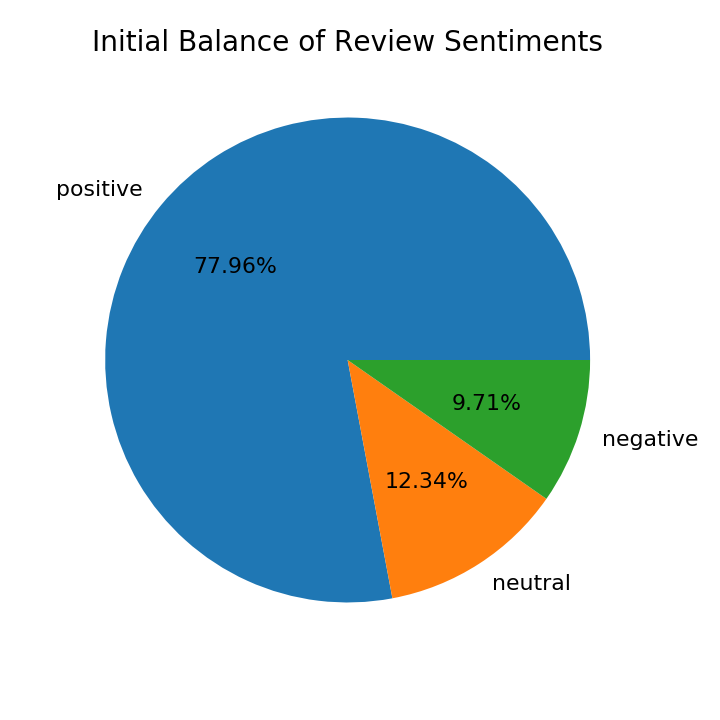 Initial Balance of Review Sentiments
positive
77.96%
9.71%
negative
12.34%
neutral